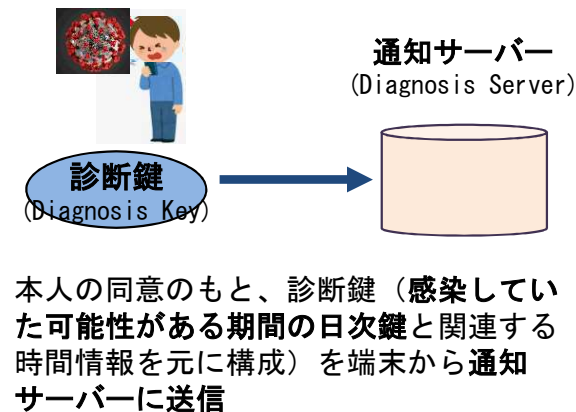 通知サーバー
(Diagnosis Server)
診断鍵
(Diagnosis Key)
本人の同意のもと、診断鍵（感染してい
た可能性がある期間の日次鍵と関連する
時間情報を元に構成）を端末から通知
サーバーに送信